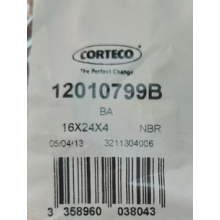 CORTECO
The Perfect Change
12010799B
BA
16X24X4 NBR
05/04/13 3211304006
3 358960 038043